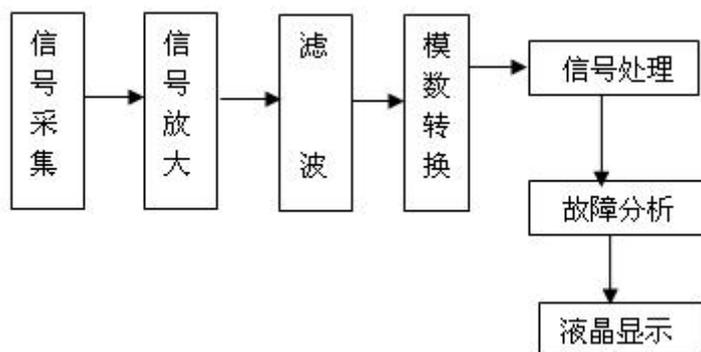 信号采集
信号放大
滤波
模数转换
信号处理
故障分析
液晶显示